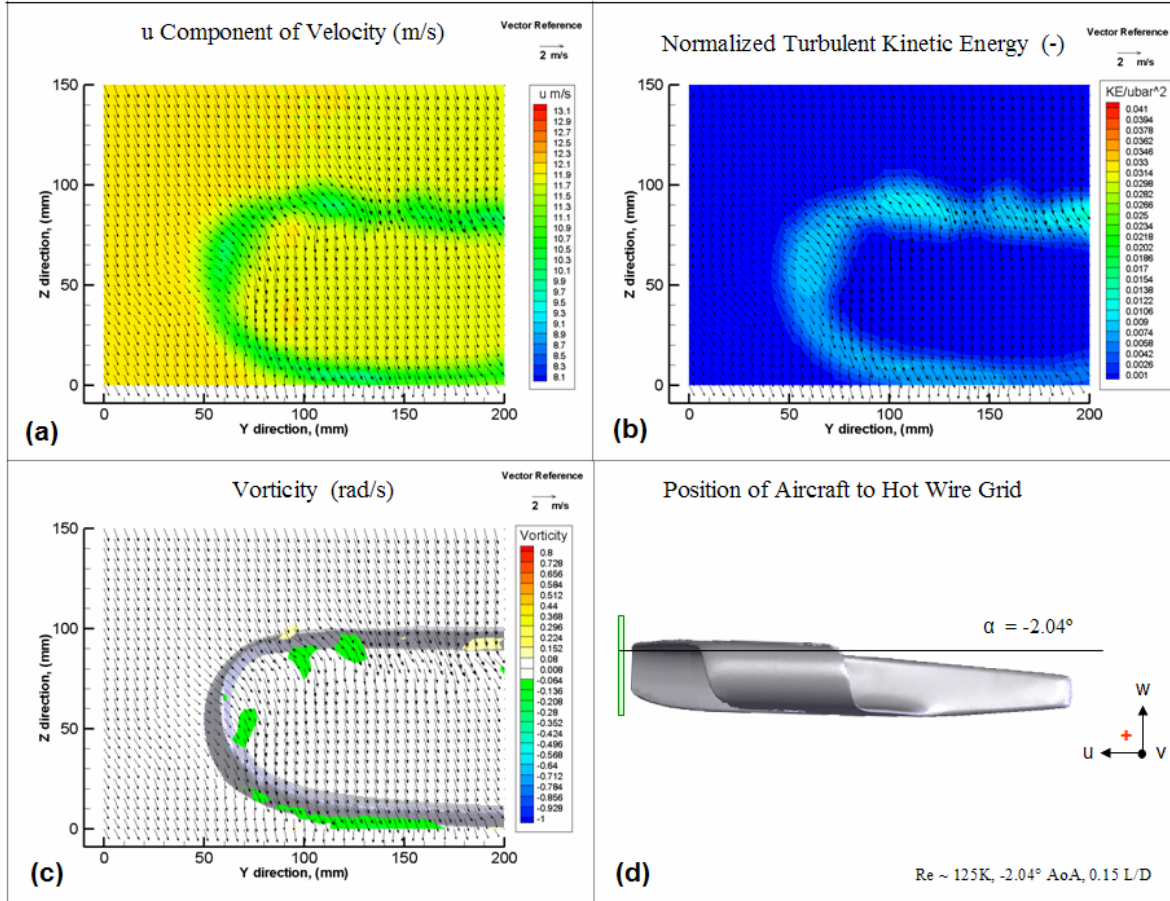 u Component of Velocity (m/s)
Vector Reference
2 m/s
u m/s
13.1
12.9
12.7
12.5
12.3
12.1
11.9
11.7
11.5
11.3
11.1
10.9
10.7
10.5
10.3
10.1
9.9
9.7
9.5
9.3
9.1
8.9
8.7
8.5
8.3
8.1
150
100
50
0
Z direction, (mm)
0 50 100 150 200
Y direction, (mm)
(a)
Normalized Turbulent Kinetic Energy (-)
Vector Reference
2 m/s
KE/ubar^2
0.041
0.0394
0.0378
0.0362
0.0346
0.033
0.0314
0.0298
0.0282
0.0266
0.025
0.0234
0.0218
0.0202
0.0186
0.017
0.0154
0.0138
0.0122
0.0106
0.009
0.0074
0.0058
0.0042
0.0026
0.001
150
100
50
0
Z direction, (mm)
0 50 100 150 200
Y direction, (mm)
(b)
Vorticity (rad/s)
Vector Reference
2 m/s
Vorticity
0.8
0.728
0.656
0.584
0.512
0.44
0.368
0.296
0.224
0.152
0.08
0.008
-0.064
-0.136
-0.208
-0.28
-0.352
-0.424
-0.496
-0.568
-0.64
-0.712
-0.784
-0.856
-0.928
-1
150
100
50
0
Z direction, (mm)
0 50 100 150 200
Y direction, (mm)
(c)
Position of Aircraft to Hot Wire Grid
α = -2.04°
w
+
u
v
(d)
Re ~ 125K, -2.04° AoA, 0.15 L/D